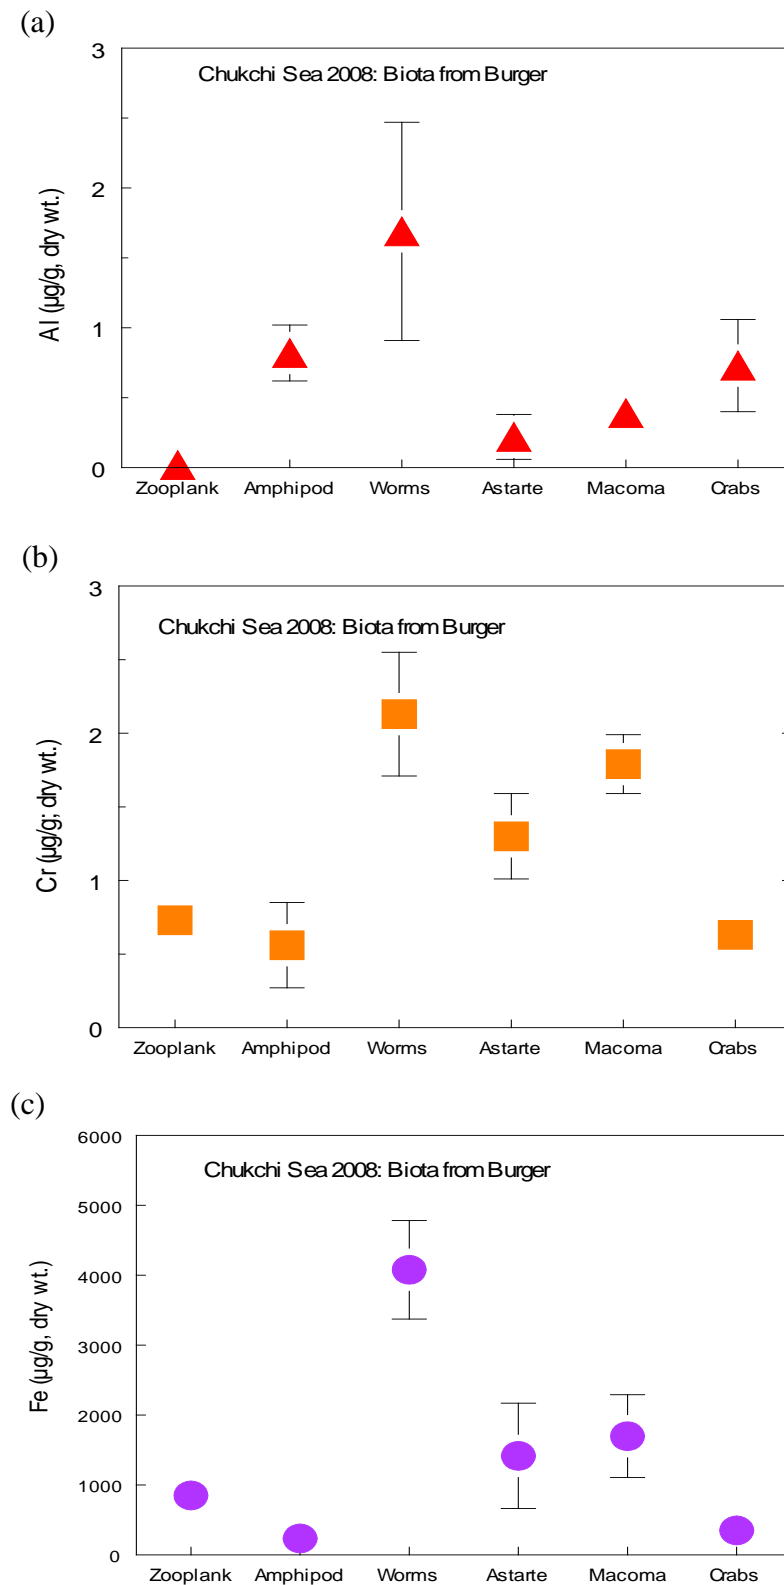 (a)
3
Chukchi Sea 2008: Biota from Burger
2
Al (µg/g, dry wt.)
1
0
Zooplank Amphipod Worms Astarte Macoma Crabs
(b)
3
Chukchi Sea 2008: Biota from Burger
2
Cr (µg/g; dry wt.)
1
0
Zooplank Amphipod Worms Astarte Macoma Crabs
(c)
6000
Chukchi Sea 2008: Biota from Burger
5000
4000
Fe (µg/g, dry wt.)
3000
2000
1000
0
Zooplank Amphipod Worms Astarte Macoma Crabs